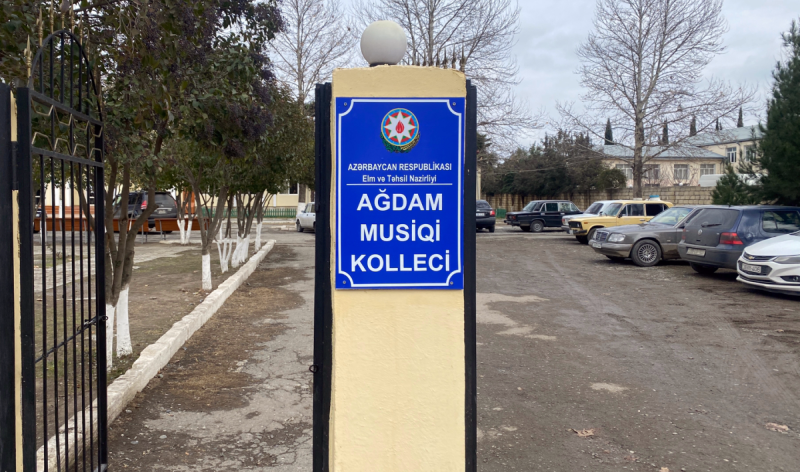 AZƏRBAYCAN RESPUBLİKASI
Elm və Təhsil Nazirliyi
AĞDAM
MUSİQİ
KOLLECİ